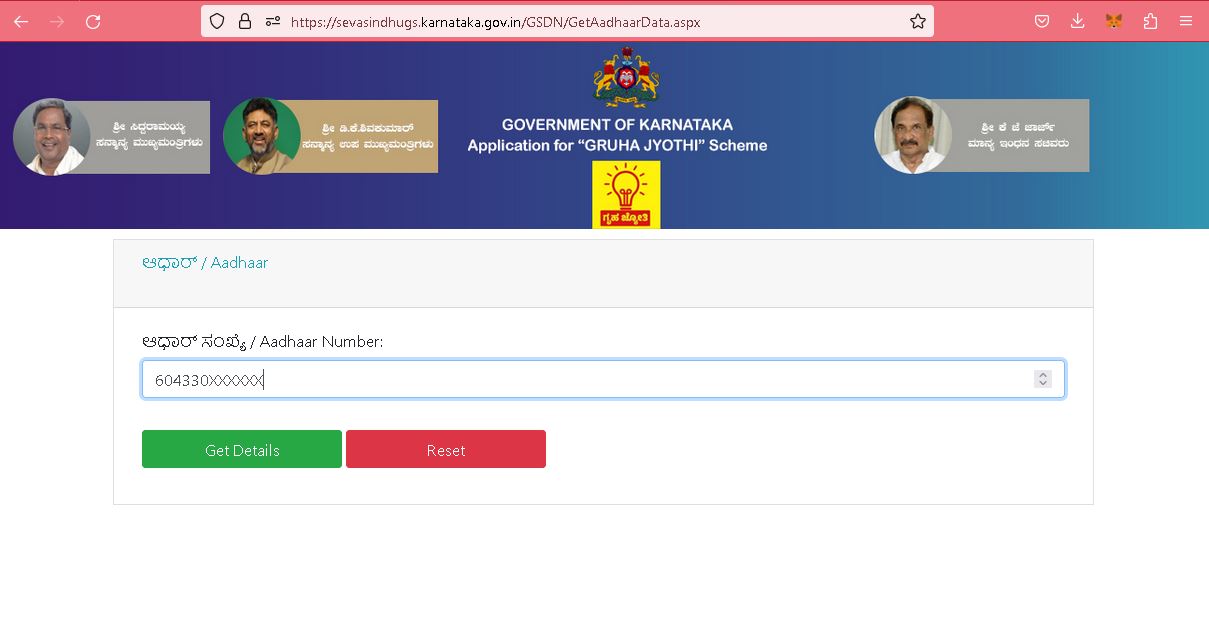 https://sevasindhugs.karnataka.gov.in/GSDN/GetAadhaarData.aspx
ಶ್ರೀ ಸಿದ್ದರಾಮಯ್ಯ
ಸನ್ಮಾನ್ಯ ಮುಖ್ಯಮಂತ್ರಿಗಳು
ಶ್ರೀ ಡಿ.ಕೆ.ಶಿವಕುಮಾರ್
ಸನ್ಮಾನ್ಯ ಉಪ ಮುಖ್ಯಮಂತ್ರಿಗಳು
GOVERNMENT OF KARNATAKA
Application for “GRUHA JYOTHI” Scheme
ಗೃಹ ಜ್ಯೋತಿ
ಶ್ರೀ ಕೆ ಜೆ ಜಾರ್ಜ್
ಮಾನ್ಯ ಇಂಧನ ಸಚಿವರು
ಆಧಾರ್ / Aadhaar
ಆಧಾರ್ ಸಂಖ್ಯೆ / Aadhaar Number:
604330XXXXXX
Get Details
Reset